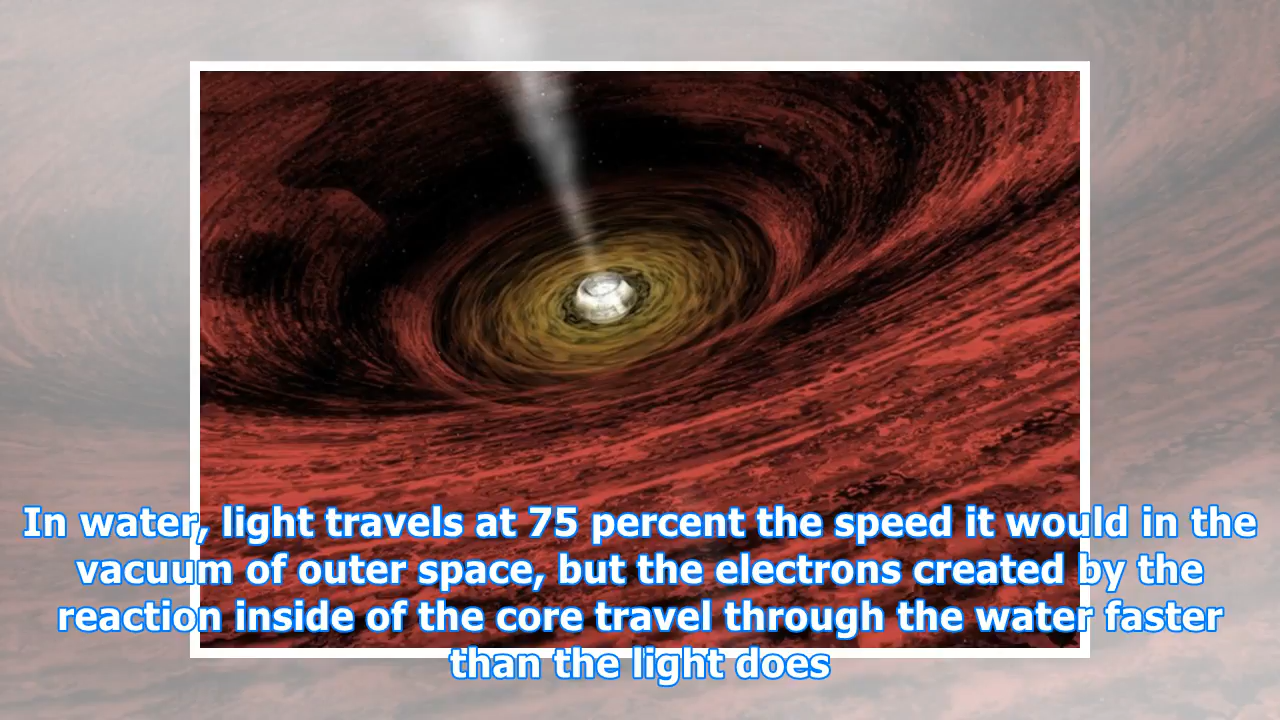 In water, light travels at 75 percent the speed it would in the
vacuum of outer space, but the electrons created by the
reaction inside of the core travel through the water faster
than the light does